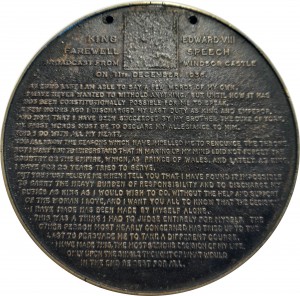 KING EDWARD VIII
FAREWELL SPEECH
BROADCAST FROM WINDSOR CASTLE
ON 11TH DECEMBER 1936.
AT LONG LAST I AM ABLE TO SAY A FEW WORDS OF MY OWN.
I HAVE NEVER WANTED TO WITHHOLD ANYTHING, BUT UNTIL NOW IT HAS
NOT BEEN CONSTITUTIONALLY POSSIBLE FOR ME TO SPEAK.
A FEW HOURS AGO I DISCHARGED MY LAST DUTY AS KING AND EMPEROR,
AND NOW THAT I HAVE BEEN SUCCEEDED BY MY BROTHER, THE DUKE OF YORK,
MY FIRST WORDS MUST BE TO DECLARE MY ALLEGIANCE TO HIM.
THIS I DO WITH ALL MY HEART.
YOU ALL KNOW THE REASONS WHICH HAVE IMPELLED ME TO RENOUNCE THE THRONE
BUT I WANT YOU TO UNDERSTAND THAT IN MAKING UP MY MIND I DID NOT FORGET THE
COUNTRY OR THE EMPIRE, WHICH, AS PRINCE OF WALES, AND LATELY AS
KING, I HAVE FOR 25 YEARS TRIED TO SERVE.
BUT YOU MUST BELIEVE ME WHEN I TELL YOU THAT I HAVE FOUND IT IMPOSSIBLE
TO CARRY THE HEAVY BURDEN OF RESPONSIBILITY AND TO DISCHARGE MY
DUTIES AS KING AS I WOULD WISH TO DO, WITHOUT THE HELP AND SUPPORT
OF THE WOMAN I LOVE, AND I WANT YOU ALL TO KNOW THAT THE DECISION
I HAVE MADE HAS BEEN MADE BY MYSELF ALONE.
THIS WAS A THING I HAD TO JUDGE ENTIRELY FOR MYSELF. THE
OTHER PERSON MOST NEARLY CONCERNED HAS TRIED UP TO THE
LAST TO PERSUADE ME TO TAKE A DIFFERENT COURSE.
I HAVE MADE THIS, THE MOST SERIOUS DECISION OF MY LIFE,
ONLY UPON THE SINGLE THOUGHT OF WHAT WOULD
IN THE END BE BEST FOR ALL.